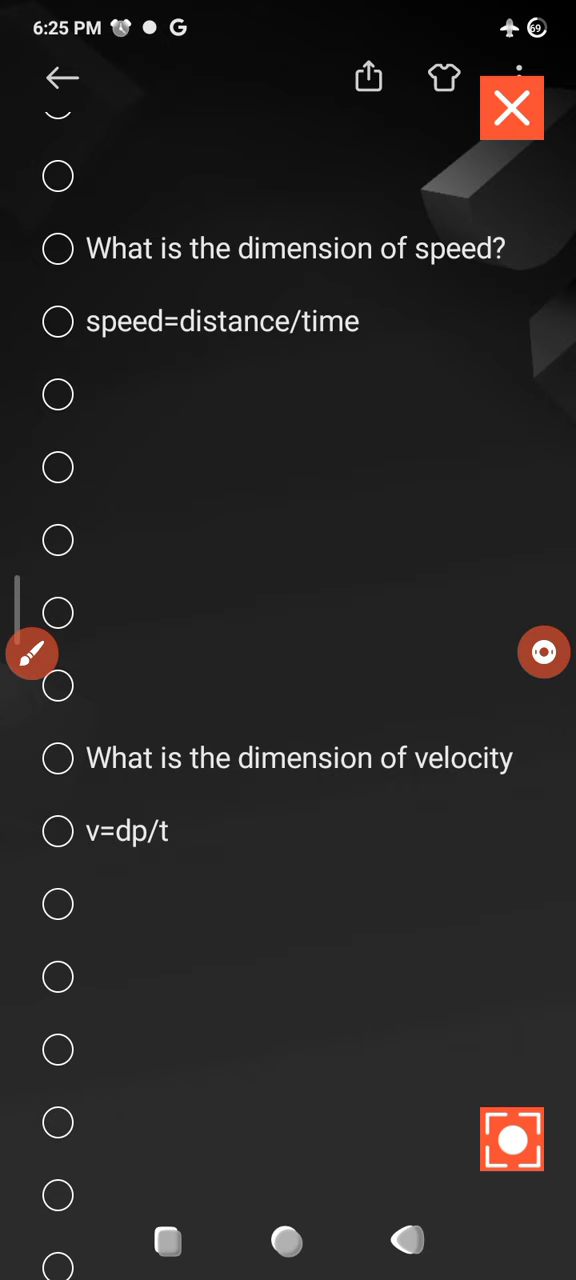 6:25 PM
69
What is the dimension of speed?
speed=distance/time
What is the dimension of velocity
v=dp/t